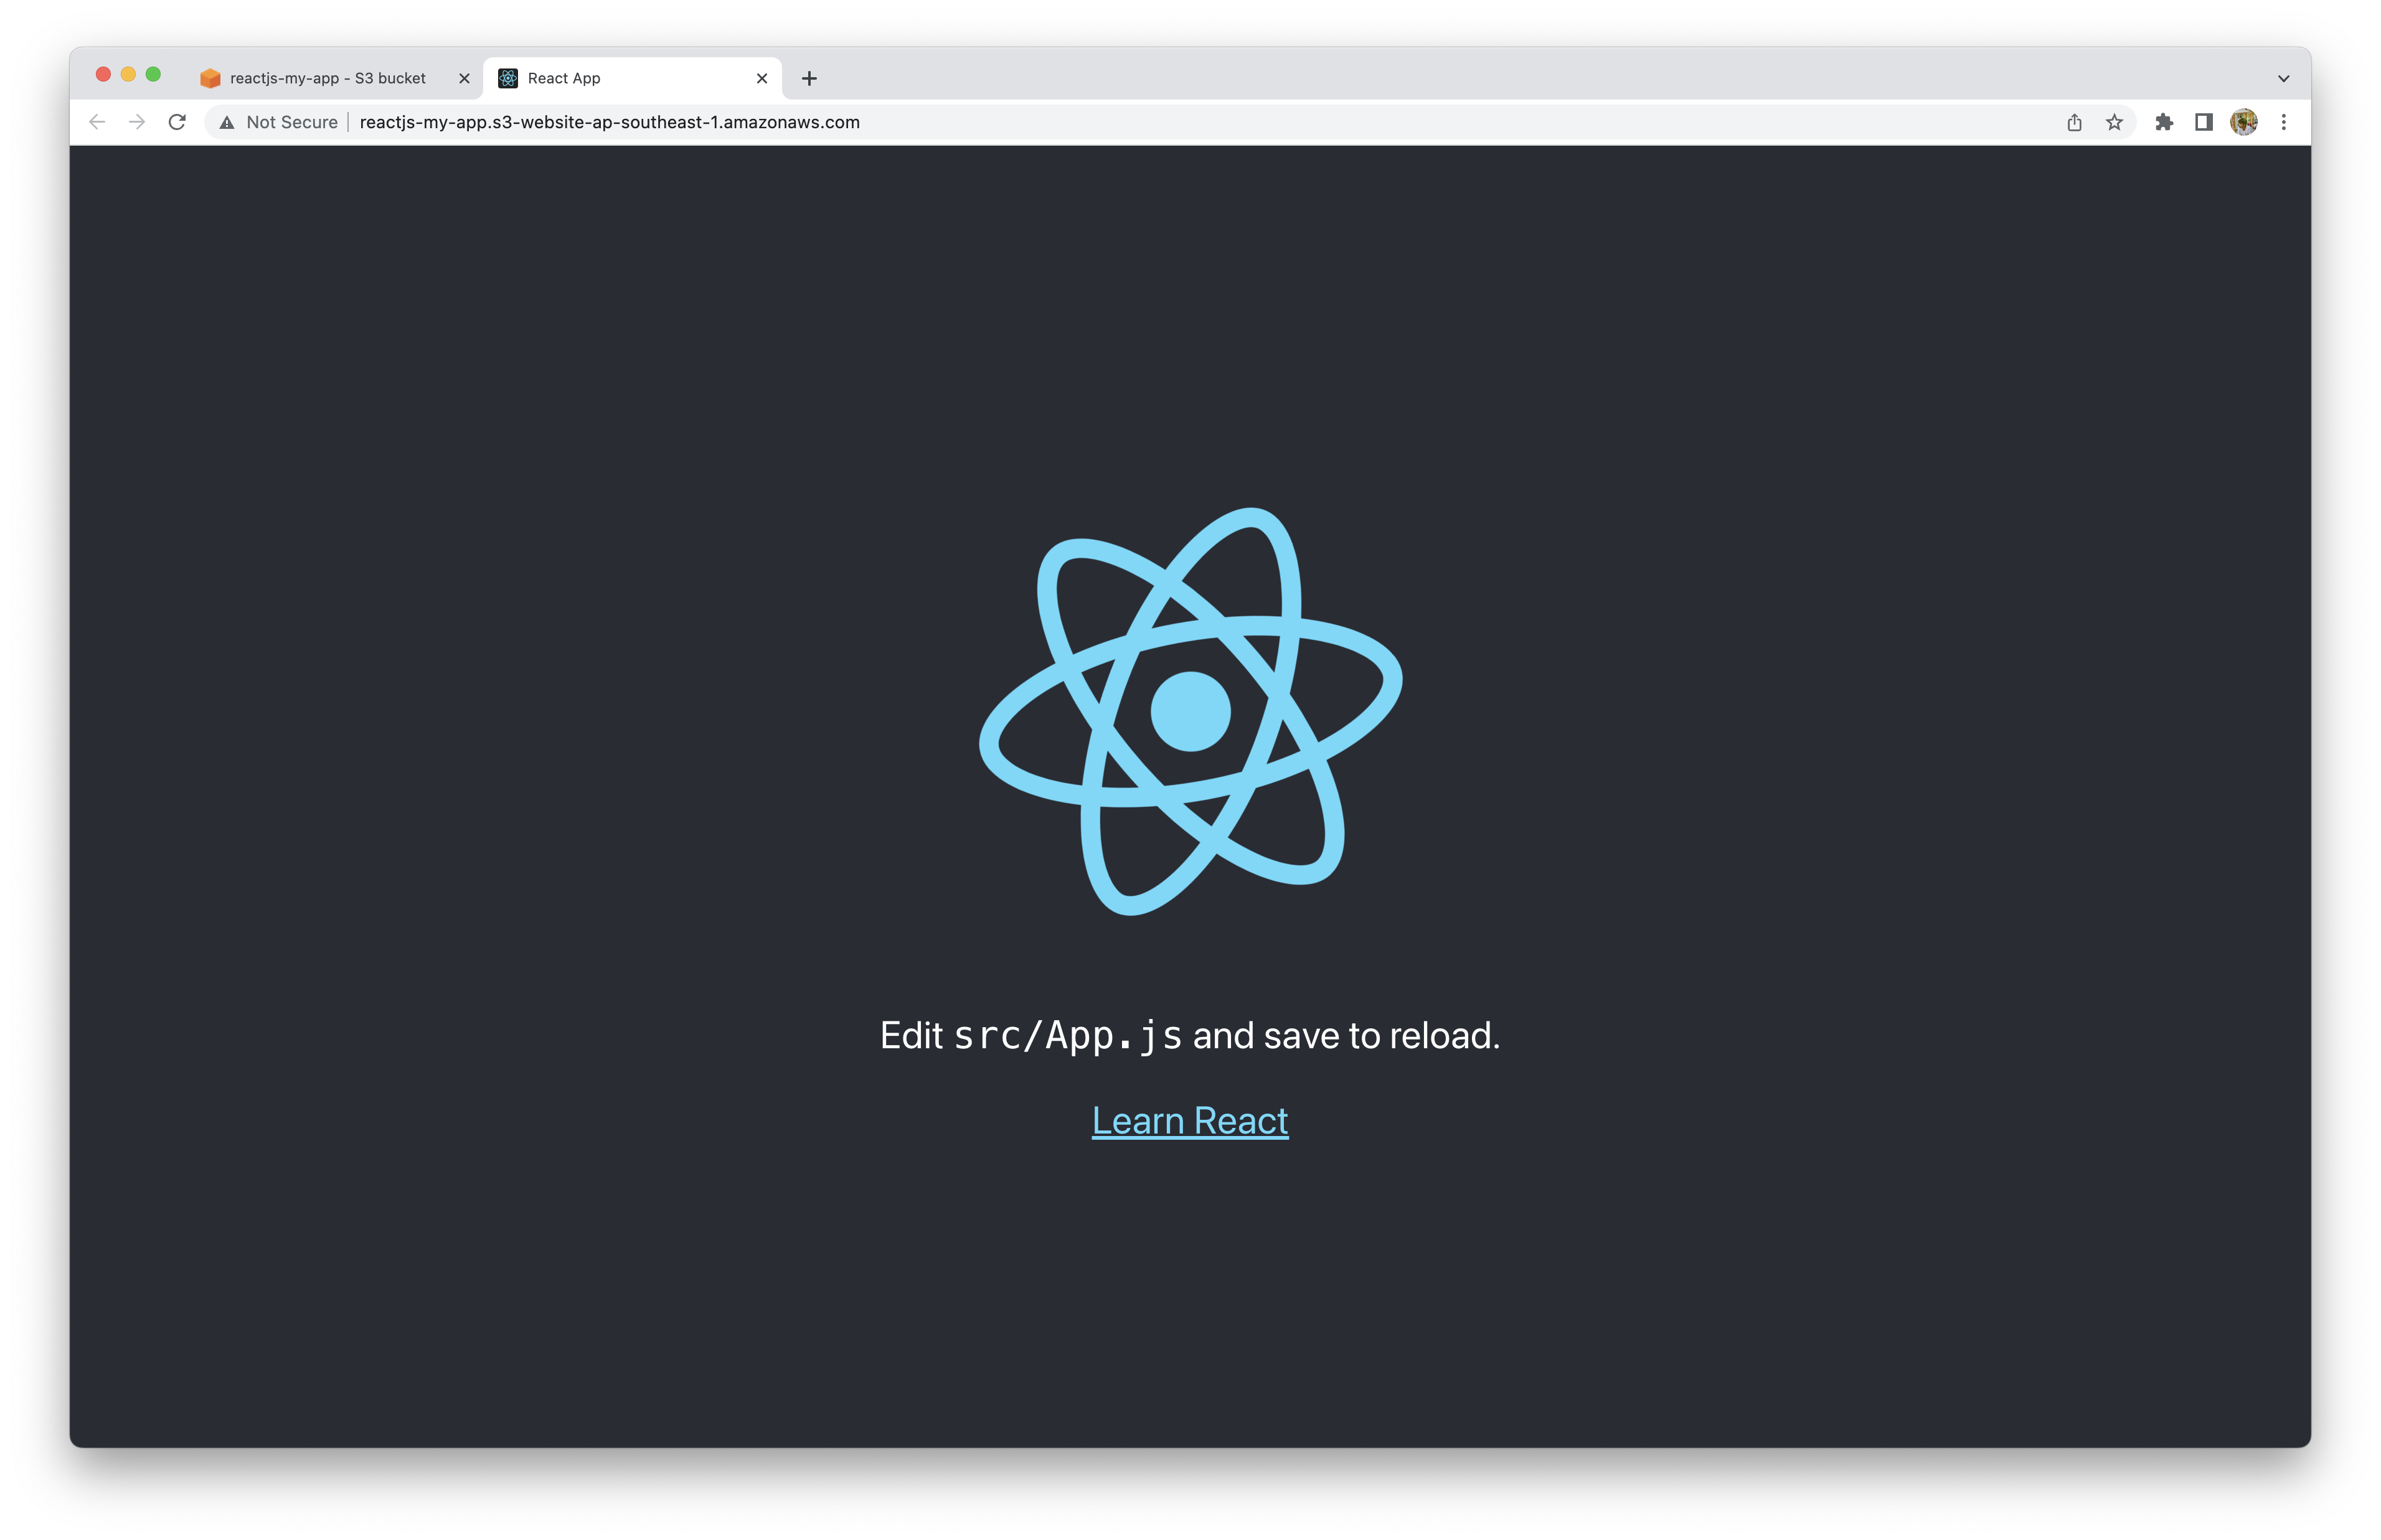 reactjs-my-app - S3 bucket
React App
Not Secure
reactjs-my-app.s3-website-ap-southeast-1.amazonaws.com
Edit src/App.js and save to reload.
Learn React